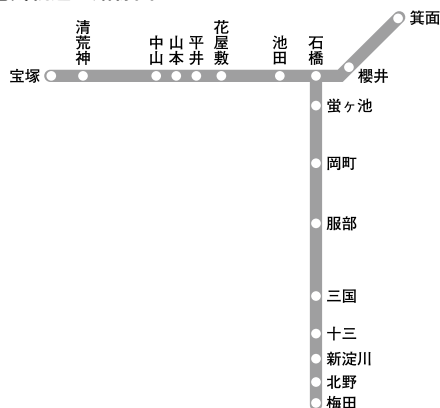 箕面
宝塚
清荒神
中山
山本
平井
花屋敷
池田
石橋
櫻井
蛍ヶ池
岡町
服部
三国
十三
新淀川
北野
梅田